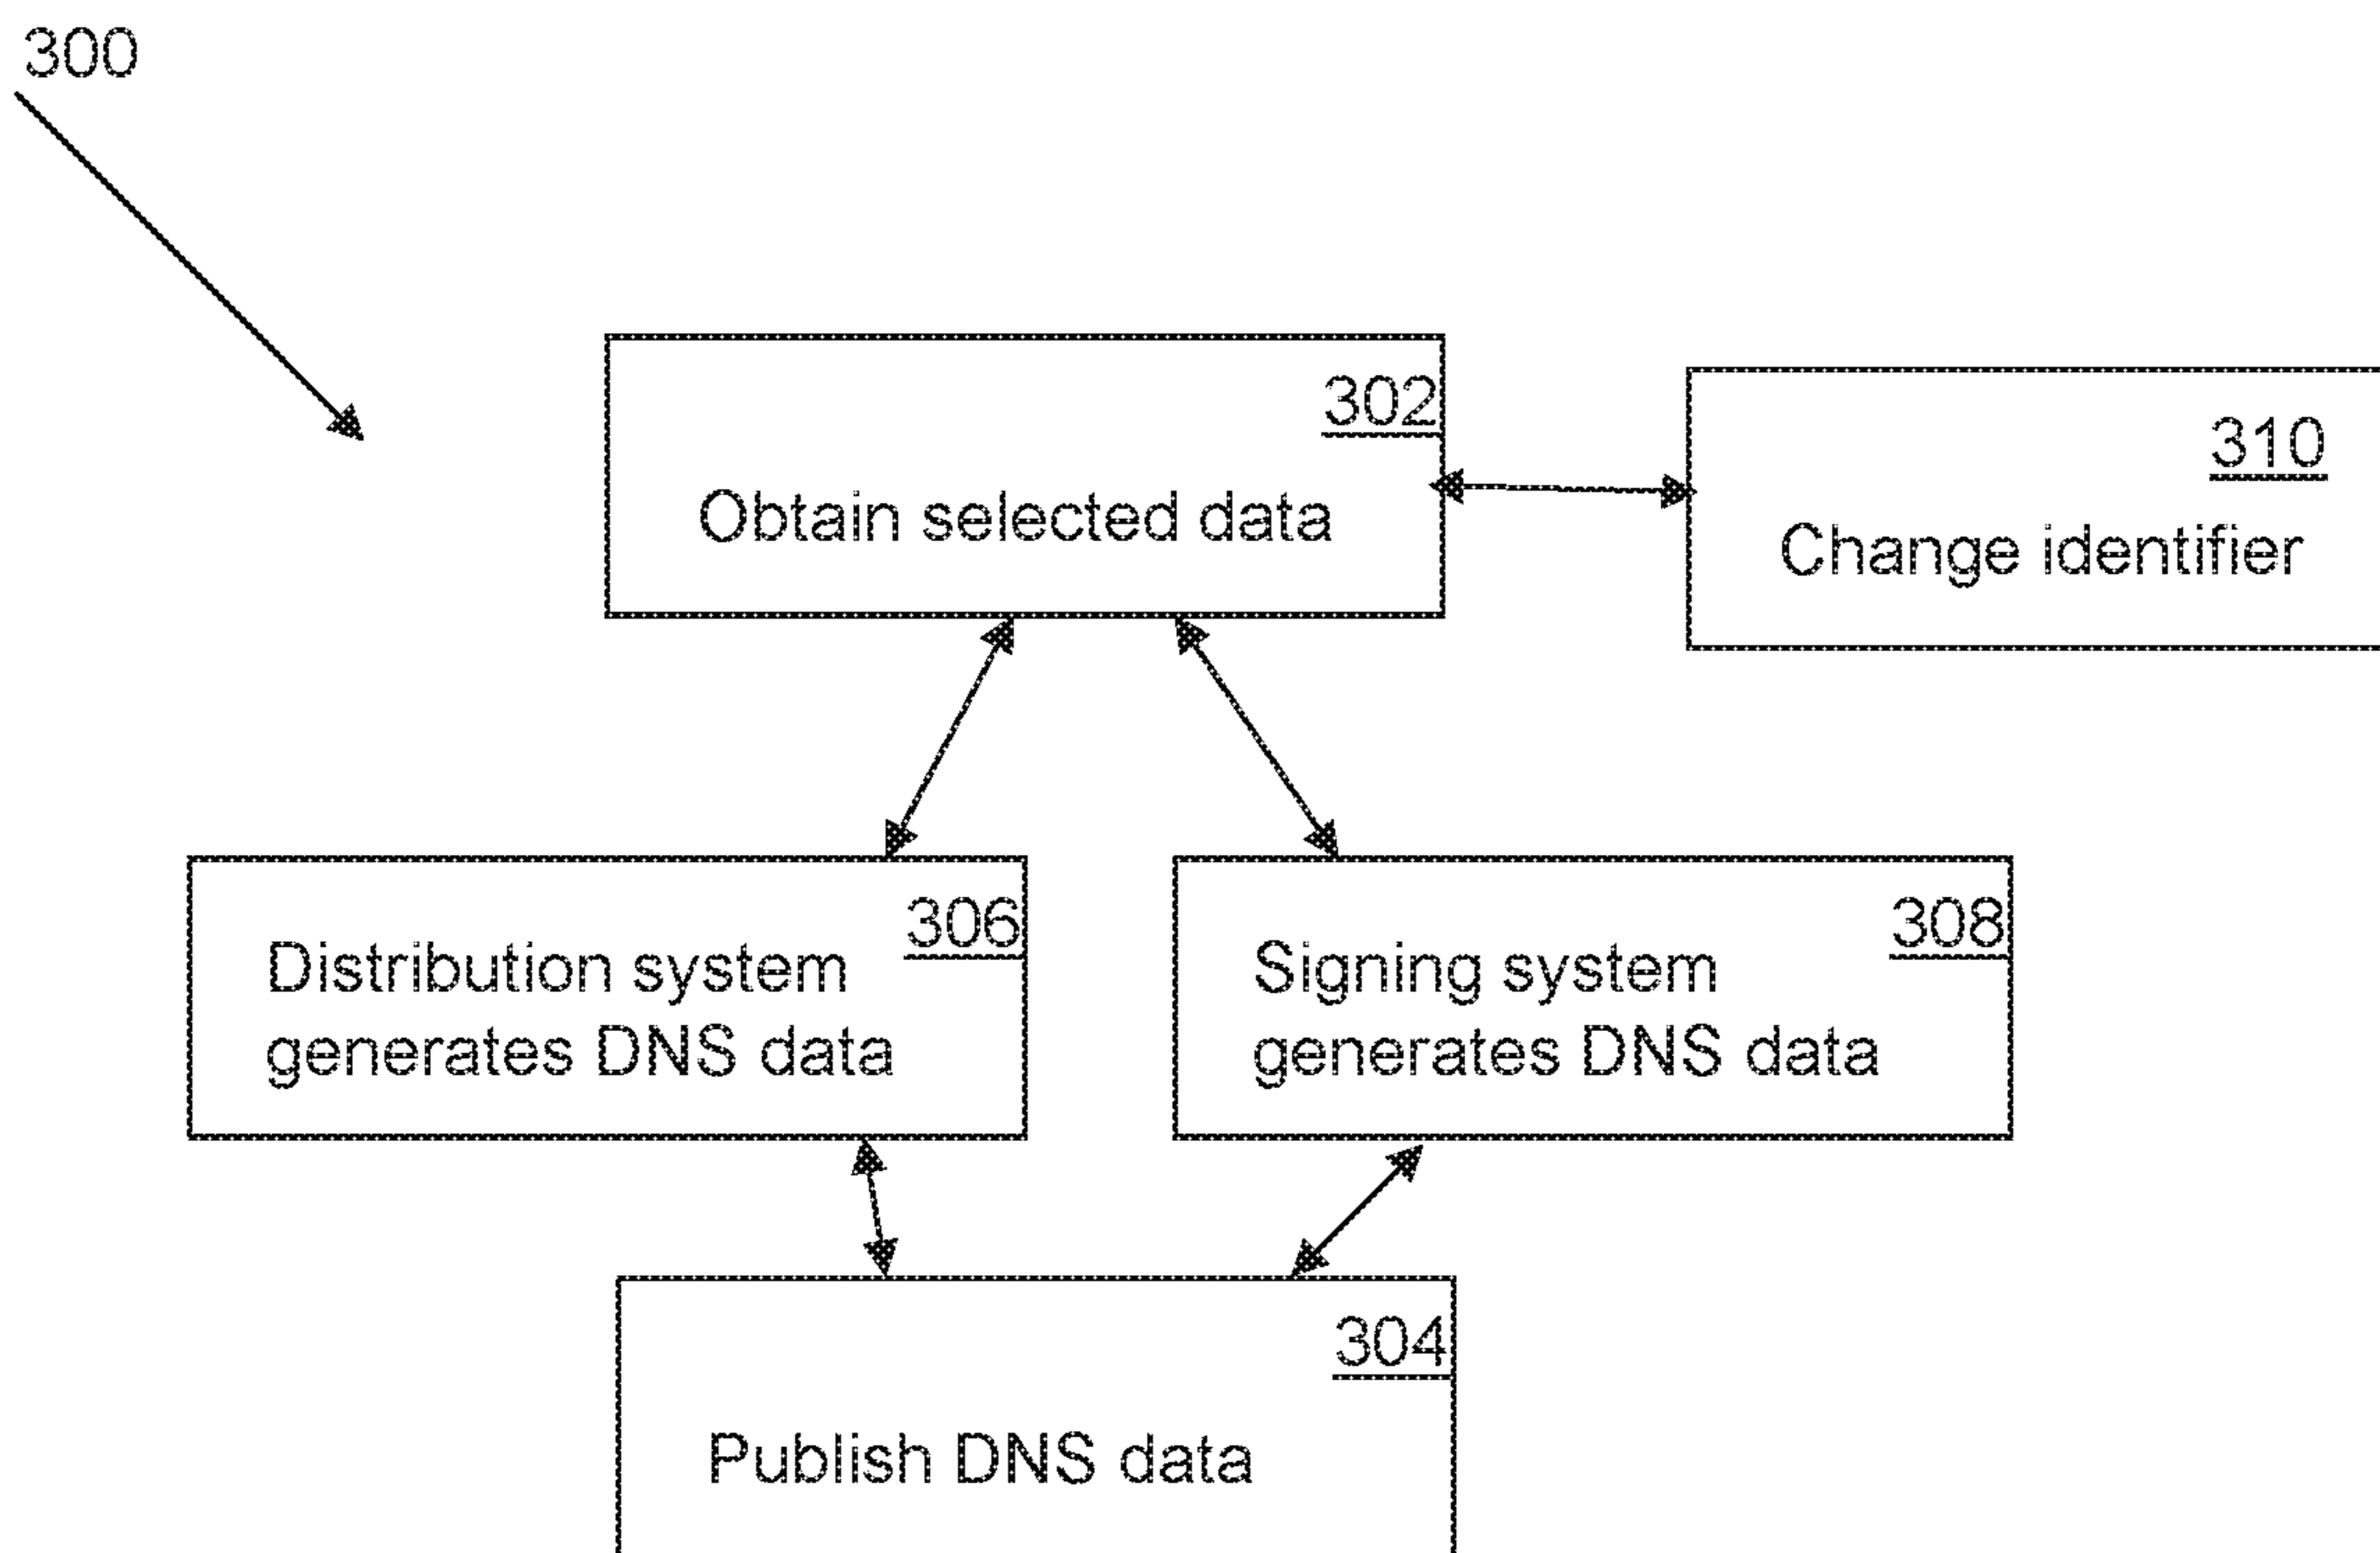 300
302
Obtain selected data
310
Change identifier
306
Distribution system
generates DNS data
308
Signing system
generates DNS data
304
Publish DNS data